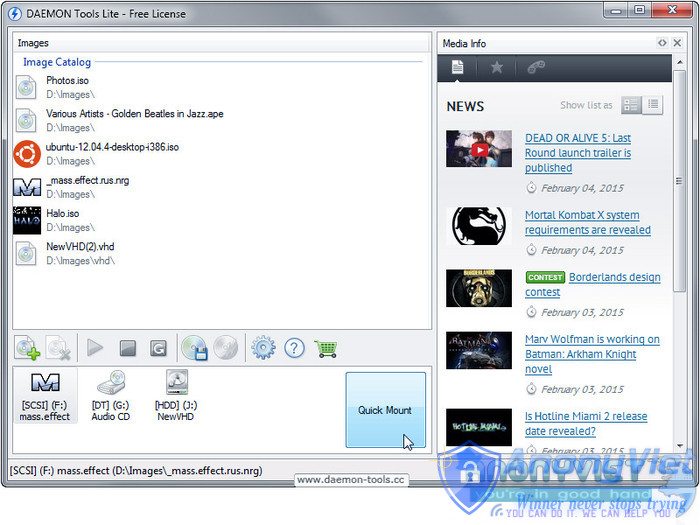 DAEMON Tools Lite - Free License
Images
Image Catalog
Photos.iso
D:\Images\
Various Artists - Golden Beatles in Jazz.ape
D:\Images\
ubuntu-12.04.4-desktop-i386.iso
D:\Images\
_mass.effect.rus.nrg
D:\Images\
Halo.iso
D:\Images\
NewVHD(2).vhd
D:\Images\vhd\
[SCSI] (F:)
mass.effect
[DT] (G:)
Audio CD
[HDD] (J:)
NewVHD
Quick Mount
[SCSI] (F:) mass.effect (D:\Images\_mass.effect.rus.nrg)
www.daemon-tools.cc
Media Info
NEWS
Show list as
DEAD OR ALIVE 5: Last
Round launch trailer is
published
February 04, 2015
Mortal Kombat X system
requirements are revealed
February 04, 2015
CONTEST Borderlands design
contest
February 03, 2015
Marv Wolfman is working on
Batman: Arkham Knight
novel
February 03, 2015
Is Hotline Miami 2 release
date revealed?
February 03, 2015
AnonyViet
you're in good hand
Winner never stops trying
YOU CAN DO IT. WE CAN HELP YOU